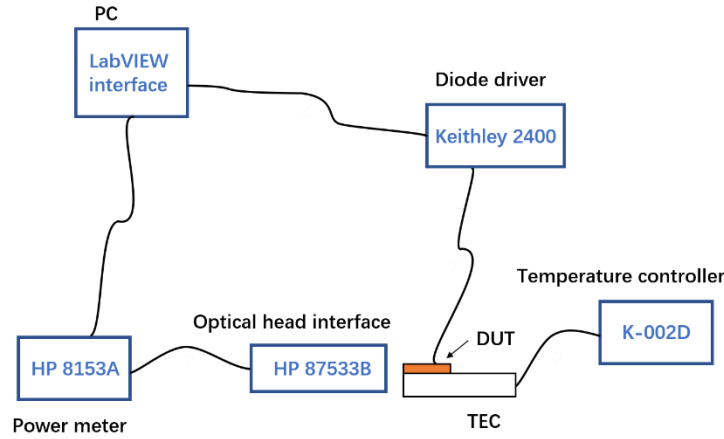 PC
LabVIEW
interface
Diode driver
Keithley 2400
Temperature controller
K-002D
Optical head interface
HP 87533B
DUT
TEC
HP 8153A
Power meter